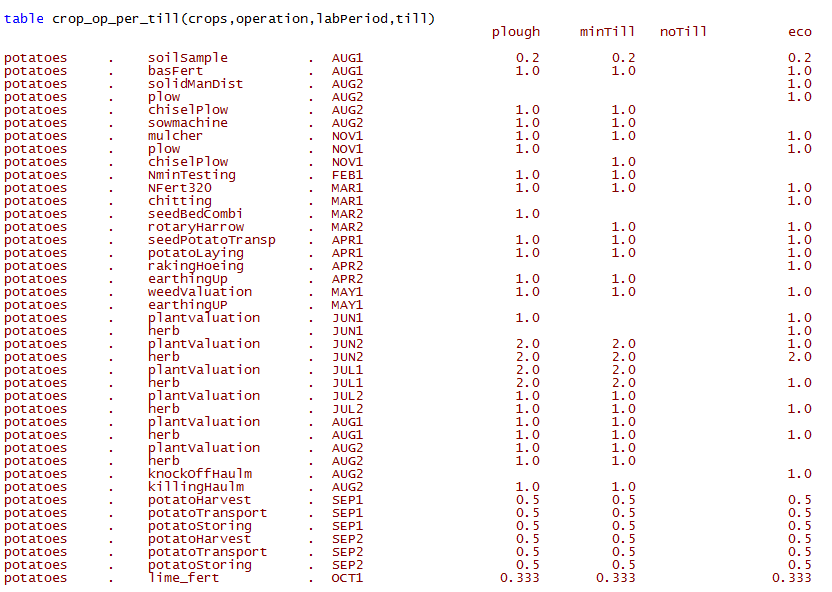 table crop_op_per_till(crops,operation,labPeriod,till)
plough minTill noTill eco
potatoes . soilSample . AUG1 0.2 0.2 0.2
potatoes . basFert . AUG1 1.0 1.0 1.0
potatoes . solidManDist . AUG2 1.0
potatoes . plow . AUG2 1.0
potatoes . chiselPlow . AUG2 1.0 1.0
potatoes . sowmachine . AUG2 1.0 1.0
potatoes . mulcher . NOV1 1.0 1.0 1.0
potatoes . plow . NOV1 1.0 1.0
potatoes . chiselPlow . NOV1 1.0
potatoes . NminTesting . FEB1 1.0 1.0
potatoes . NFert320 . MAR1 1.0 1.0 1.0
potatoes . chitting . MAR1 1.0
potatoes . seedBedCombi . MAR2 1.0
potatoes . rotaryHarrow . MAR2 1.0 1.0
potatoes . seedPotatoTransp . APR1 1.0 1.0 1.0
potatoes . potatoLaying . APR1 1.0 1.0 1.0
potatoes . rakingHoeing . APR2 1.0
potatoes . earthingUp . APR2 1.0 1.0
potatoes . weedValuation . MAY1 1.0 1.0 1.0
potatoes . earthingUP . MAY1
potatoes . plantvaluation . JUN1 1.0 1.0
potatoes . herb . JUN1 1.0
potatoes . plantValuation . JUN2 2.0 2.0 1.0
potatoes . herb . JUN2 2.0 2.0 2.0
potatoes . plantValuation . JUL1 2.0 2.0
potatoes . herb . JUL1 2.0 2.0 1.0
potatoes . plantValuation . JUL2 1.0 1.0
potatoes . herb . JUL2 1.0 1.0 1.0
potatoes . plantValuation . AUG1 1.0 1.0
potatoes . herb . AUG1 1.0 1.0 1.0
potatoes . plantValuation . AUG2 1.0 1.0
potatoes . herb . AUG2 1.0 1.0
potatoes . knockOffHaulm . AUG2 1.0
potatoes . killingHaulm . AUG2 1.0 1.0
potatoes . potatoHarvest . SEP1 0.5 0.5 0.5
potatoes . potatoTransport . SEP1 0.5 0.5 0.5
potatoes . potatoStoring . SEP1 0.5 0.5 0.5
potatoes . potatoHarvest . SEP2 0.5 0.5 0.5
potatoes . potatoTransport . SEP2 0.5 0.5 0.5
potatoes . potatoStoring . SEP2 0.5 0.5 0.5
potatoes . lime_fert . OCT1 0.333 0.333 0.333